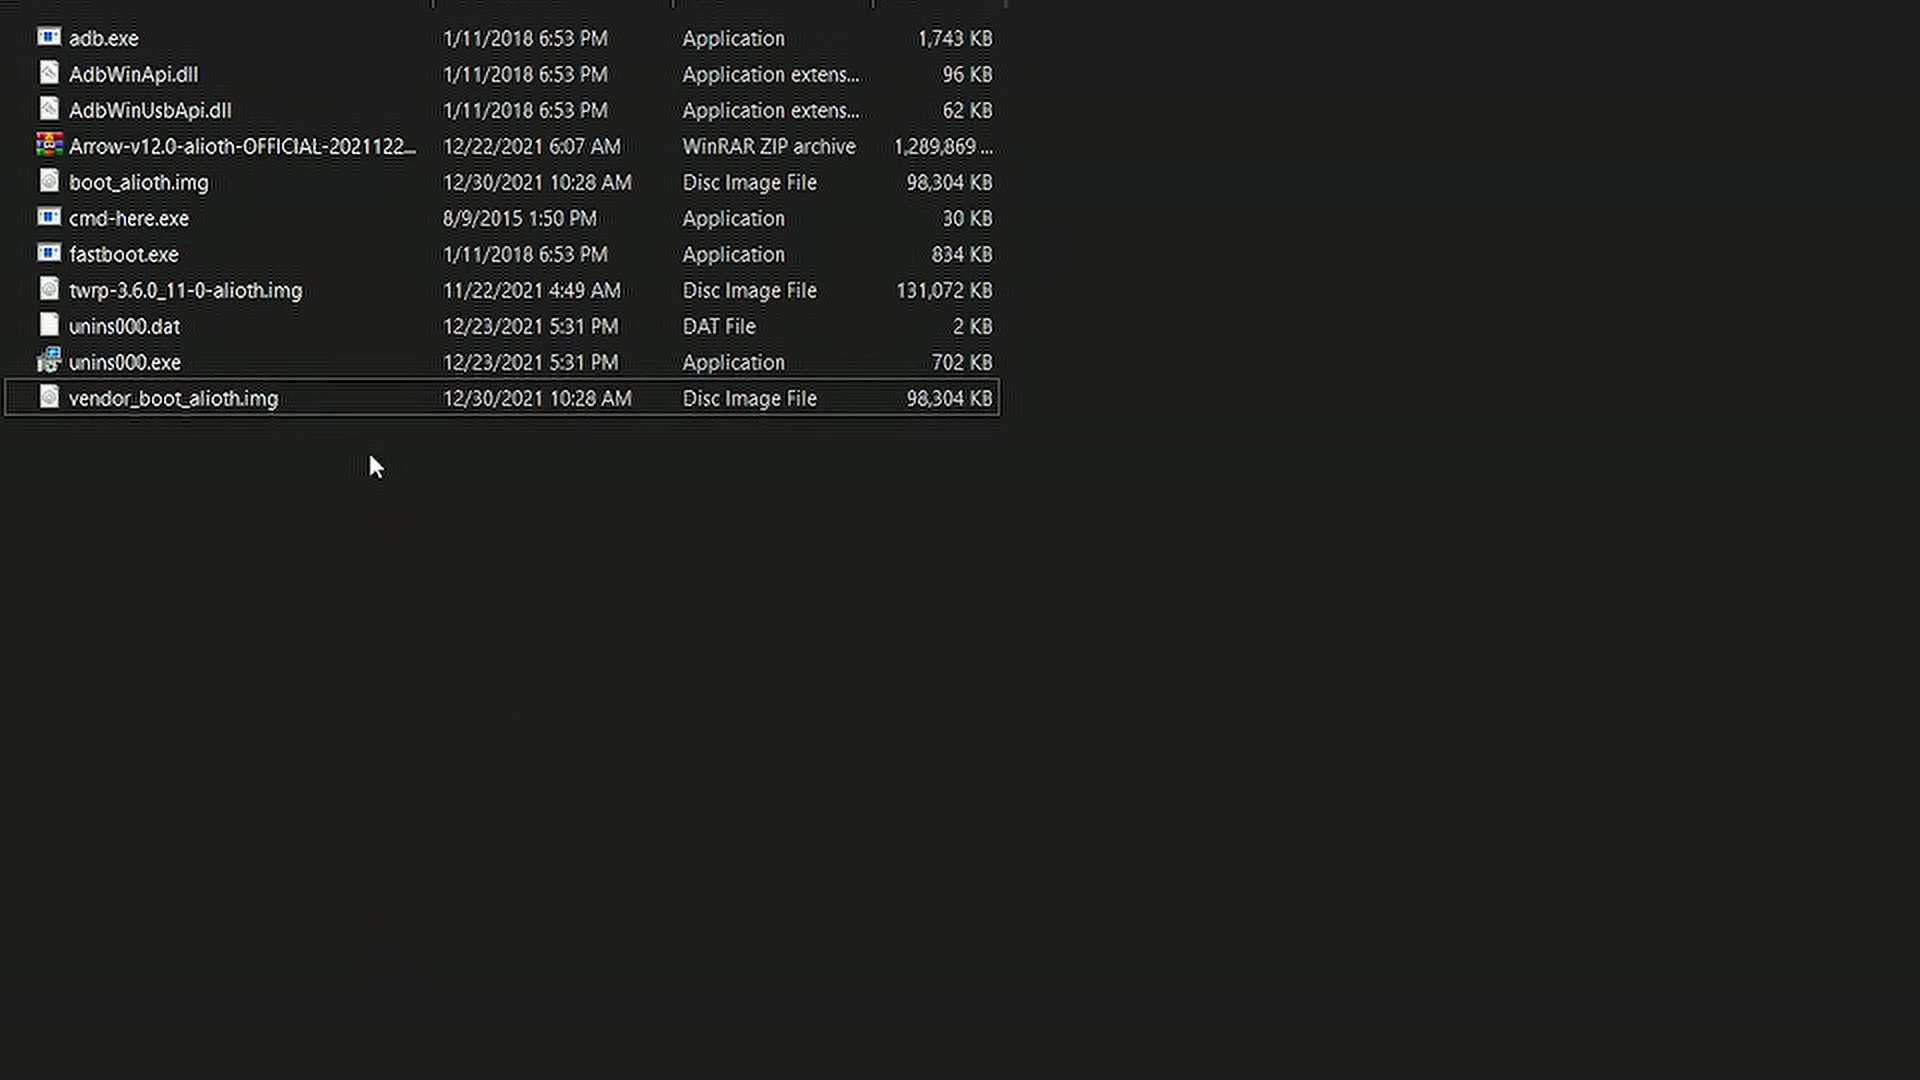 adb.exe 1/11/2018 6:53 PM Application 1,743 KB
AdbWinApi.dll 1/11/2018 6:53 PM Application extens... 96 KB
AdbWinUsbApi.dll 1/11/2018 6:53 PM Application extens... 62 KB
Arrow-v12.0-alioth-OFFICIAL-2021122... 12/22/2021 6:07 AM WinRAR ZIP archive 1,289,869 ...
boot_alioth.img 12/30/2021 10:28 AM Disc Image File 98,304 KB
cmd-here.exe 8/9/2015 1:50 PM Application 30 KB
fastboot.exe 1/11/2018 6:53 PM Application 834 KB
twrp-3.6.0_11-0-alioth.img 11/22/2021 4:49 AM Disc Image File 131,072 KB
unins000.dat 12/23/2021 5:31 PM DAT File 2 KB
unins000.exe 12/23/2021 5:31 PM Application 702 KB
vendor_boot_alioth.img 12/30/2021 10:28 AM Disc Image File 98,304 KB